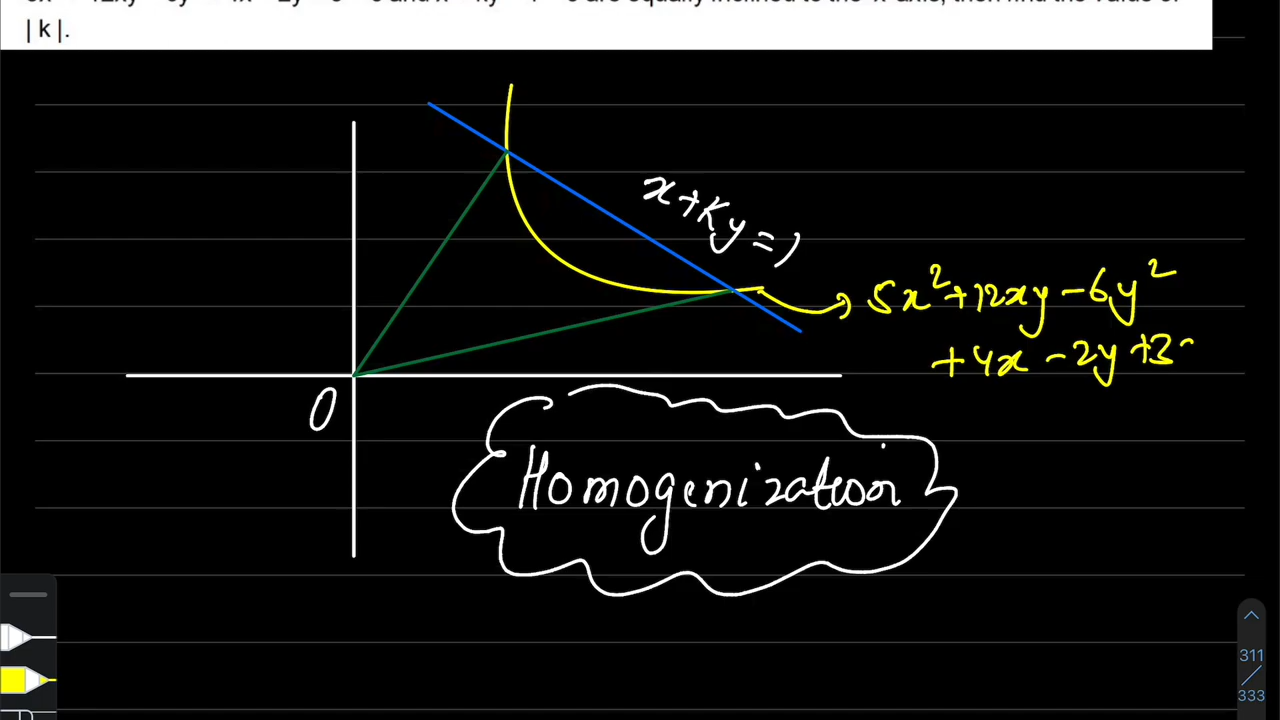 | k |.
x+Ky=1
5x²+12xy-6y²
+4x-2y+3
O
Homogenization
311
333